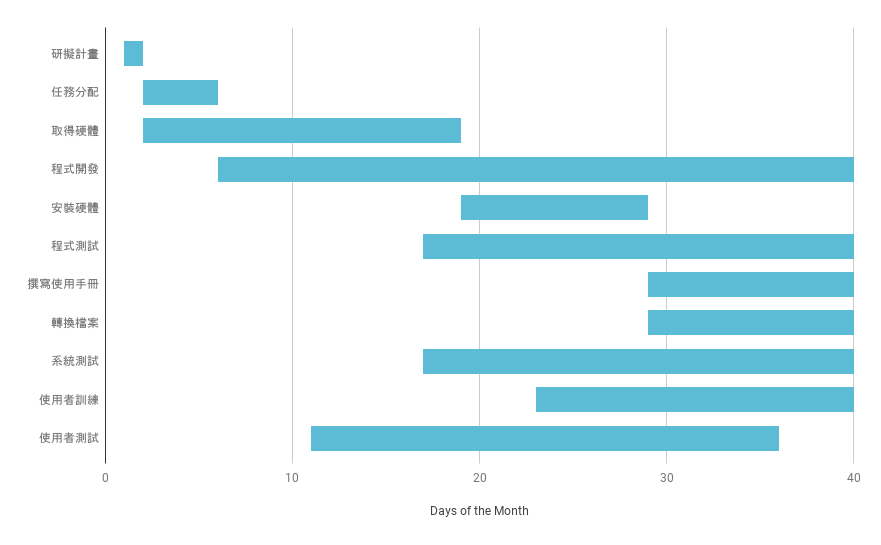 研擬計畫
任務分配
取得硬體
程式開發
安裝硬體
程式測試
撰寫使用手冊
轉換檔案
系統測試
使用者訓練
使用者測試
0 10 20 30 40
Days of the Month